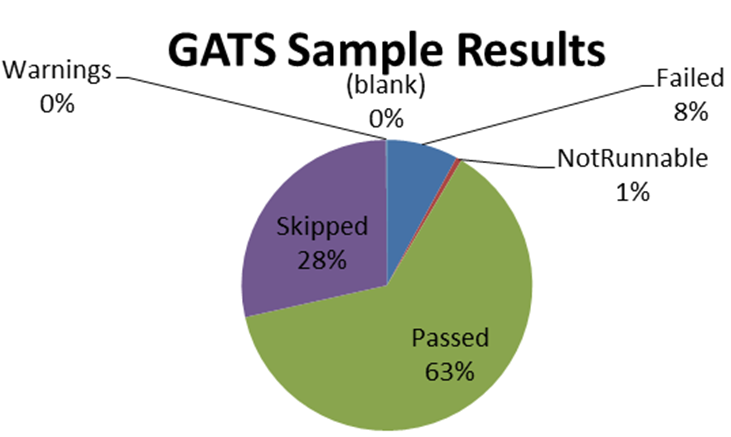 GATS Sample Results
Warnings
0%
(blank)
0%
Failed
8%
NotRunnable
1%
Skipped
28%
Passed
63%